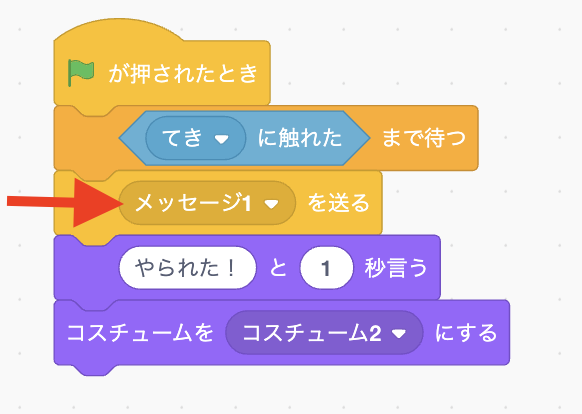 が押されたとき
てき に触れた まで待つ
メッセージ1 を送る
やられた! と 1 秒言う
コスチュームを コスチューム2 にする